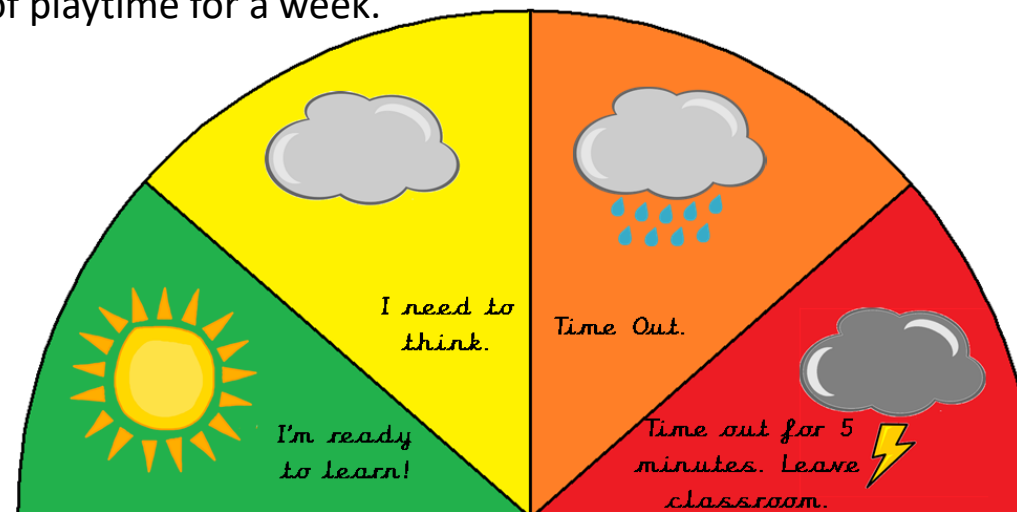 of playtime for a week.
I need to
think.
Time Out.
I'm ready
to learn!
Time out for 5
minutes. Leave
classroom.